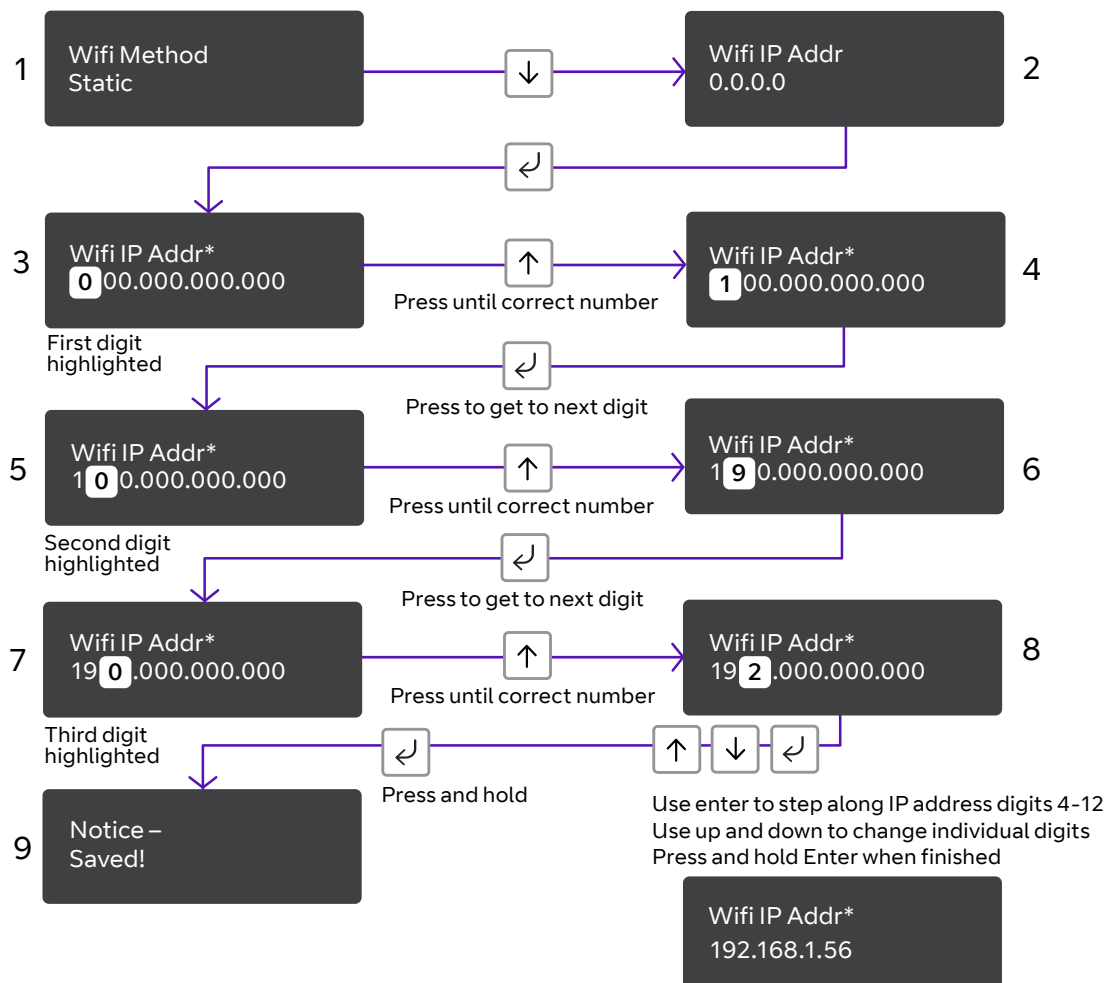 1
Wifi Method
Static
Wifi IP Addr
0.0.0.0
2
3
Wifi IP Addr*
000.000.000.000
First digit
highlighted
Press until correct number
Wifi IP Addr*
100.000.000.000
4
Press to get to next digit
5
Wifi IP Addr*
100.000.000.000
Second digit
highlighted
Press until correct number
Wifi IP Addr*
190.000.000.000
6
Press to get to next digit
7
Wifi IP Addr*
190.000.000.000
Third digit
highlighted
Press until correct number
Wifi IP Addr*
192.000.000.000
8
Press and hold
Use enter to step along IP address digits 4-12
Use up and down to change individual digits
Press and hold Enter when finished
9
Notice –
Saved!
Wifi IP Addr*
192.168.1.56